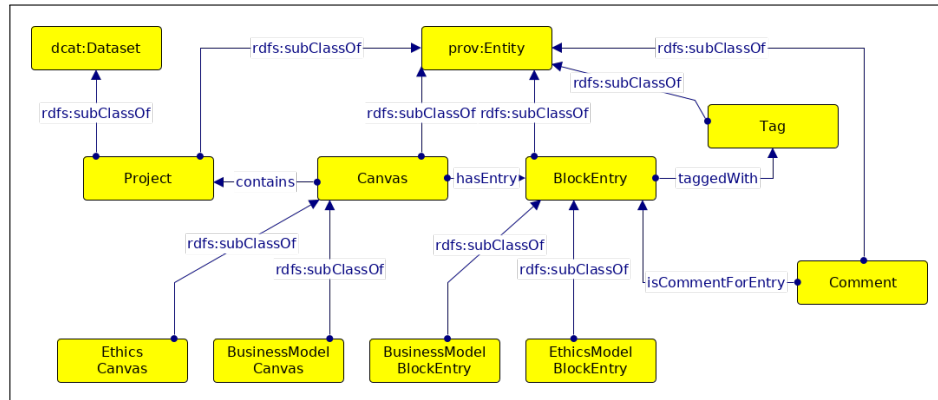 dcat:Dataset
rdfs:subClassOf
prov:Entity
rdfs:subClassOf
rdfs:subClassOf
rdfs:subClassOf
rdfs:subClassOf
rdfs:subClassOf
Tag
Project
contains
Canvas
hasEntry
BlockEntry
taggedWith
rdfs:subClassOf
rdfs:subClassOf
rdfs:subClassOf
rdfs:subClassOf
isCommentForEntry
Comment
Ethics
Canvas
BusinessModel
Canvas
BusinessModel
BlockEntry
EthicsModel
BlockEntry